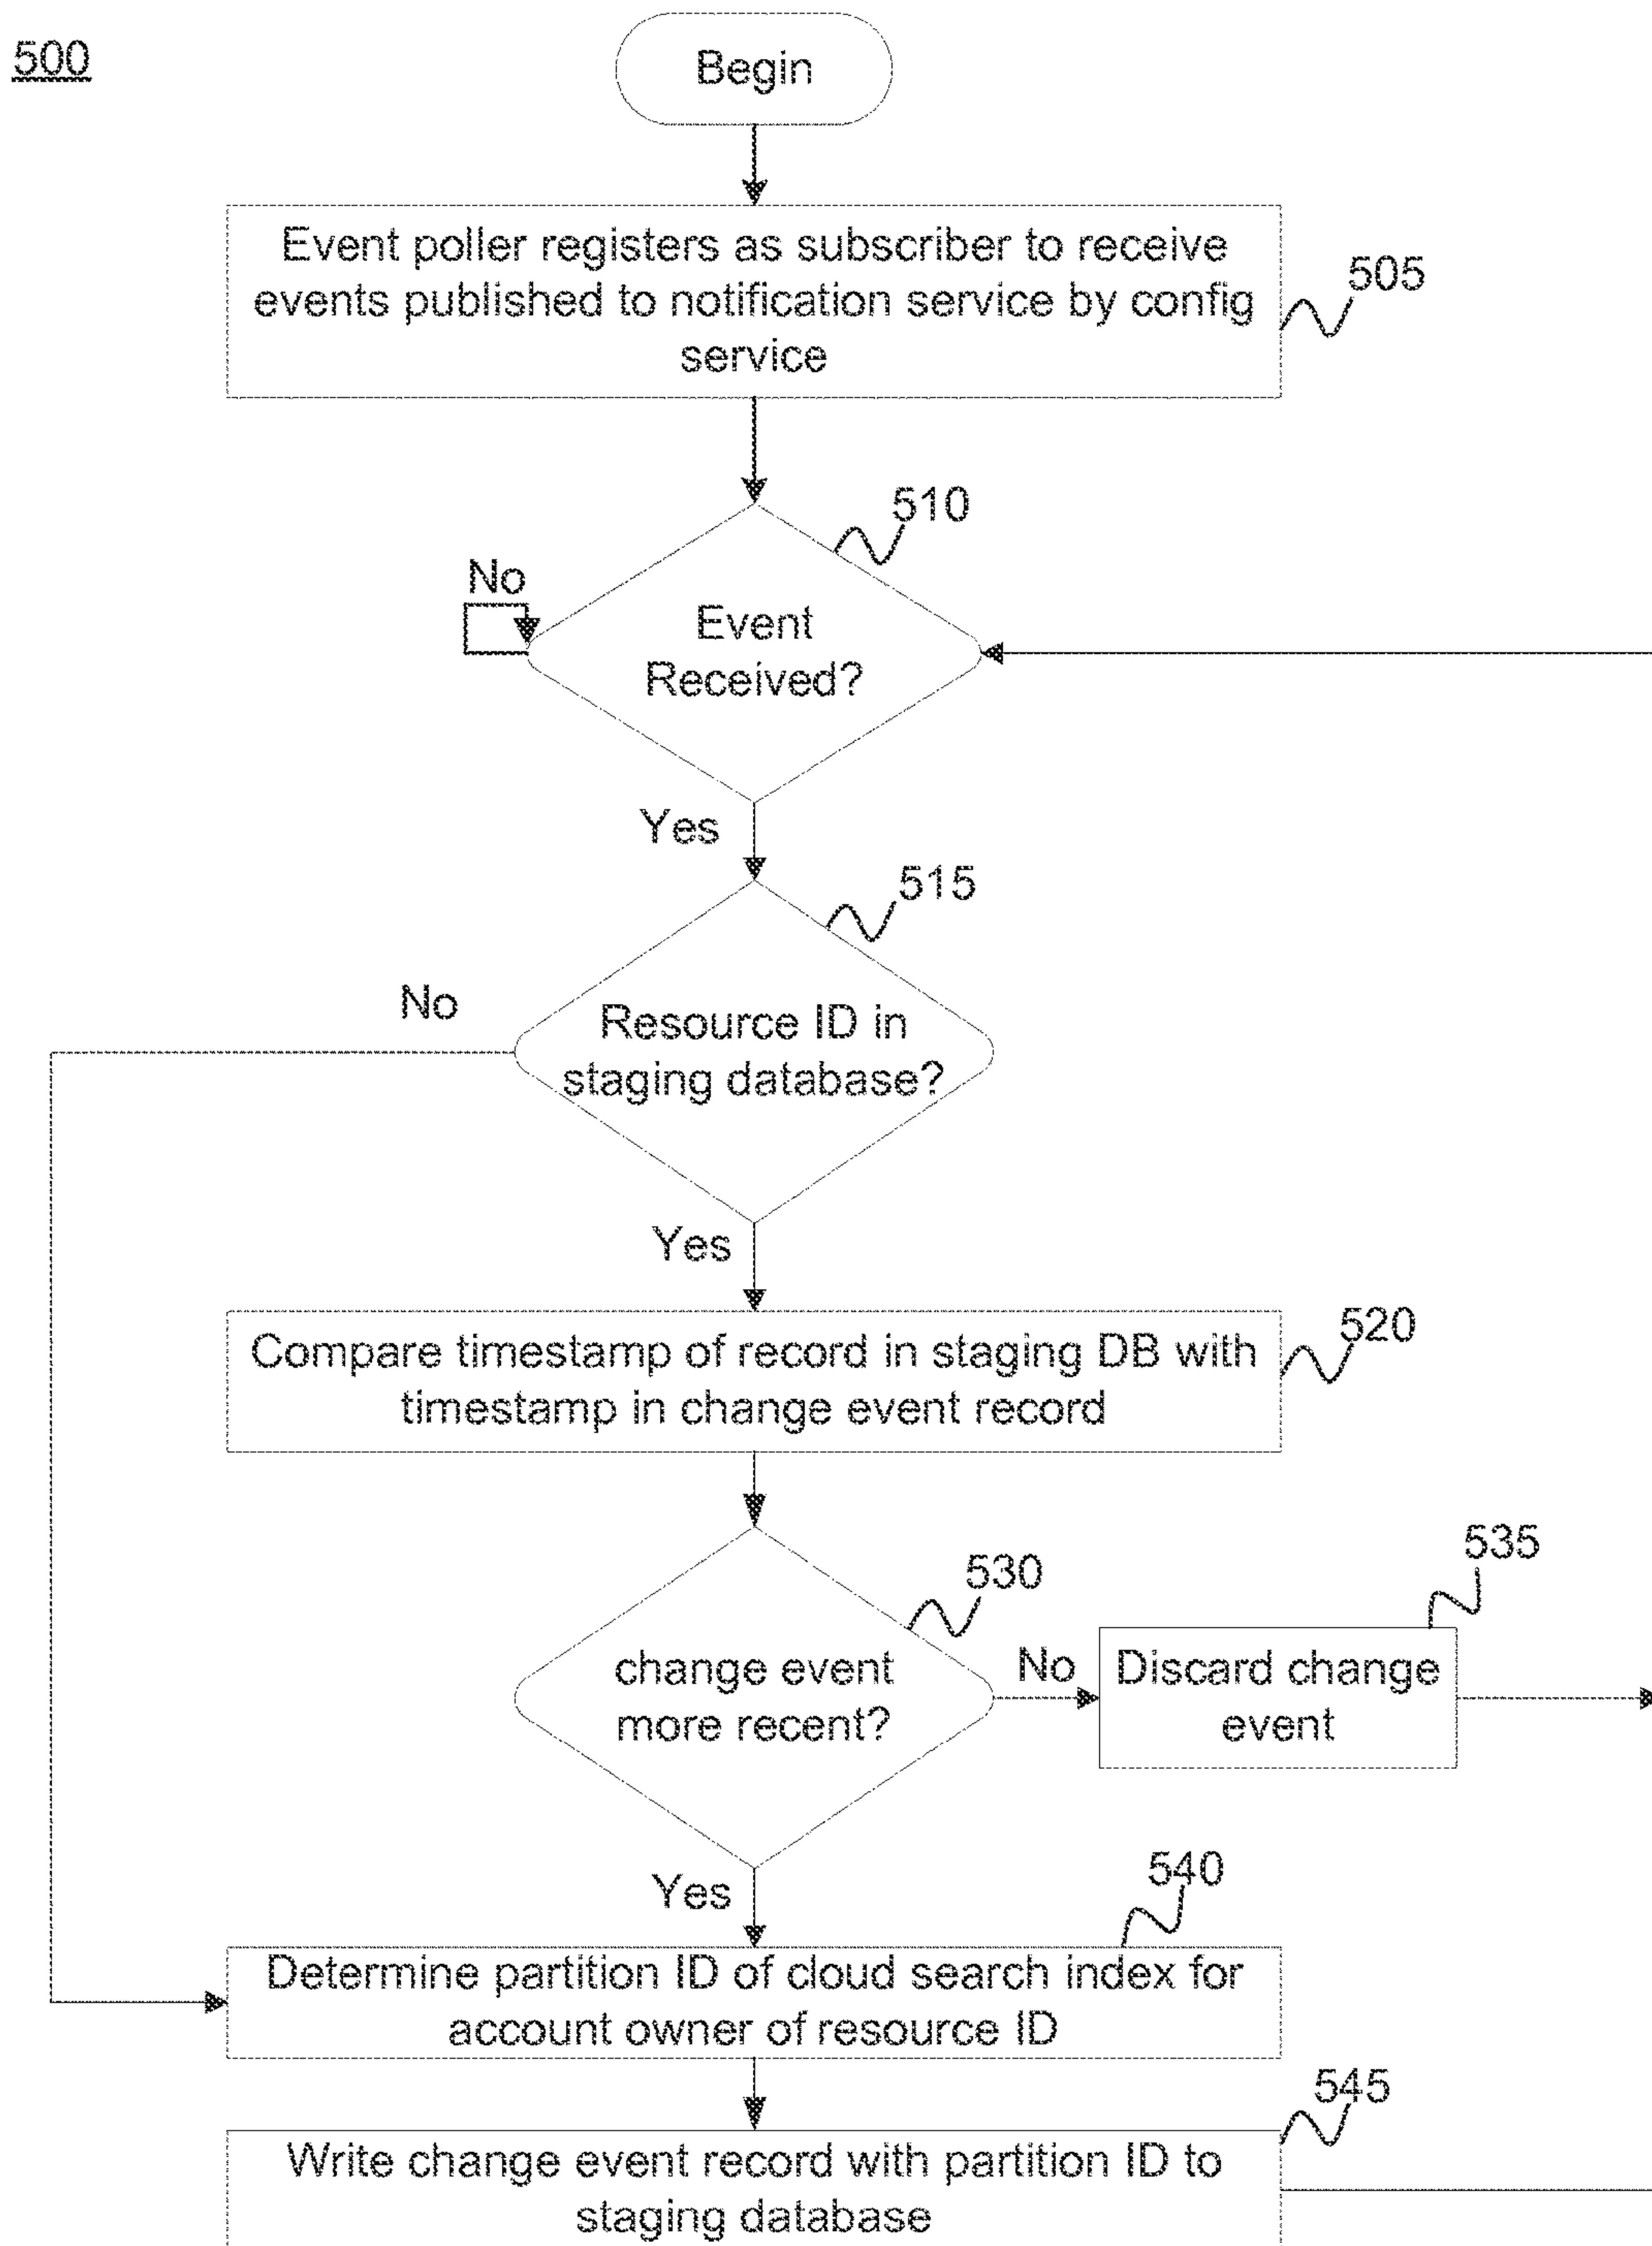 500
Begin
Event poller registers as subscriber to receive
events published to notification service by config
service
505
510
No
Event
Received?
Yes
515
No
Resource ID in
staging database?
Yes
520
Compare timestamp of record in staging DB with
timestamp in change event record
530
535
change event
more recent?
No
Discard change
event
Yes
540
Determine partition ID of cloud search index for
account owner of resource ID
545
Write change event record with partition ID to
staging database